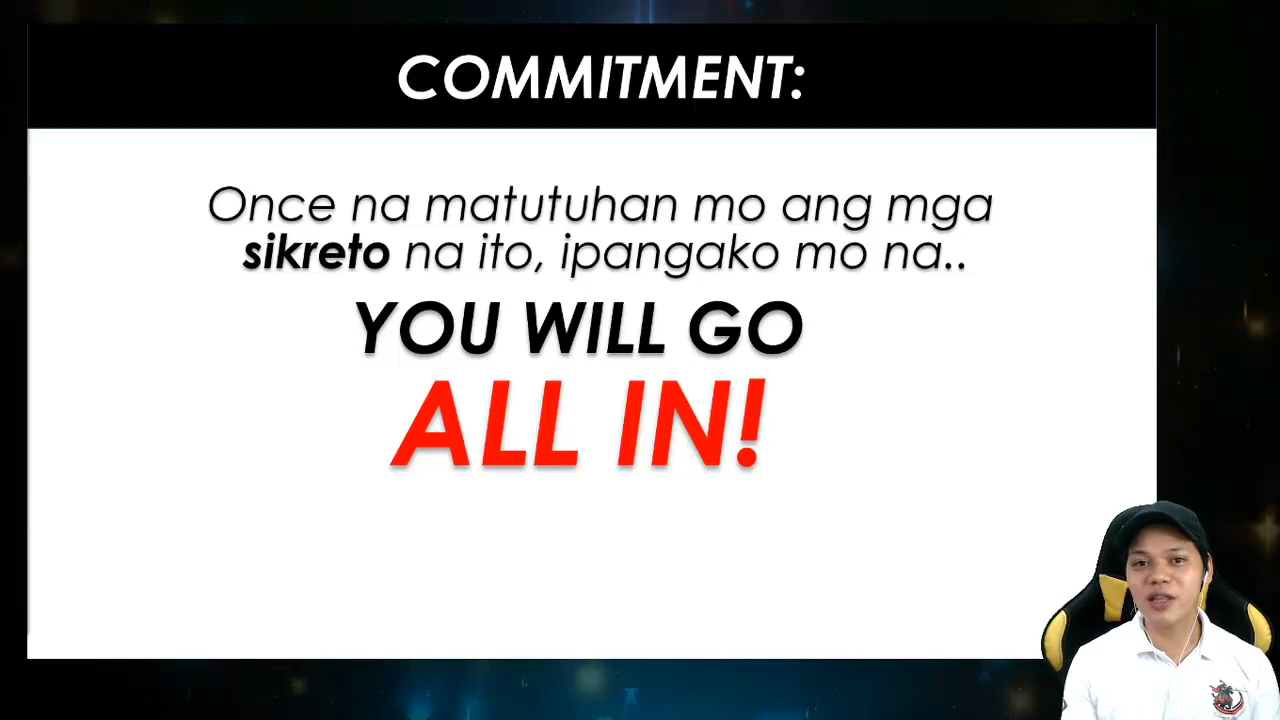 COMMITMENT:
Once na matutuhan mo ang mga
sikreto na ito, ipangako mo na..
YOU WILL GO
ALL IN!